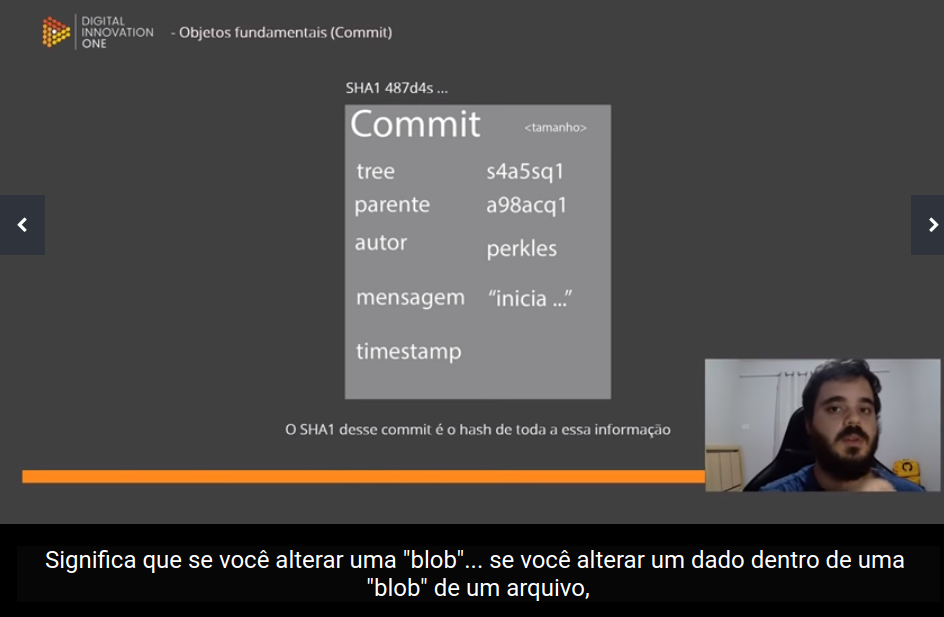 DIGITAL
INNOVATION
ONE
- Objetos fundamentais (Commit)
SHA1 487d4s ...
Commit <tamanho>
tree s4a5sq1
parente a98acq1
autor perkles
mensagem “inicia ...”
timestamp
O SHA1 desse commit é o hash de toda a essa informação
Significa que se você alterar uma "blob"... se você alterar um dado dentro de uma
"blob" de um arquivo,